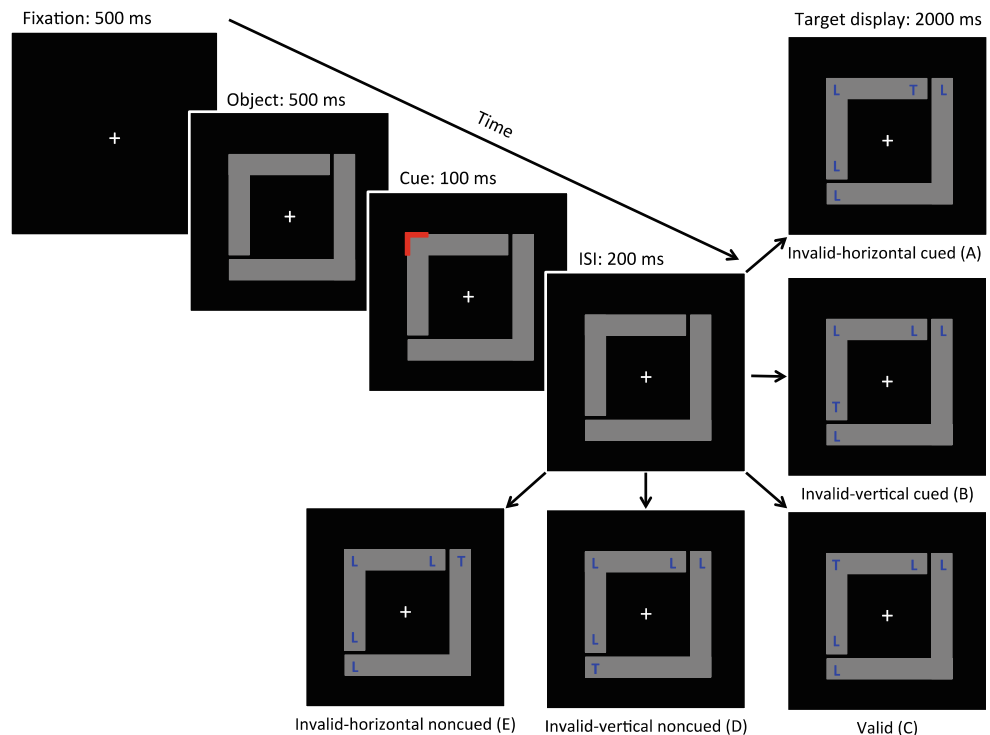 Fixation: 500 ms
Target display: 2000 ms
Object: 500 ms
Time
L T L
L
L
Cue: 100 ms
Invalid-horizontal cued (A)
ISI: 200 ms
L L L
T
L
Invalid-vertical cued (B)
L L T
L
L
L L L
L
T
T L L
L
L
Invalid-horizontal noncued (E)
Invalid-vertical noncued (D)
Valid (C)